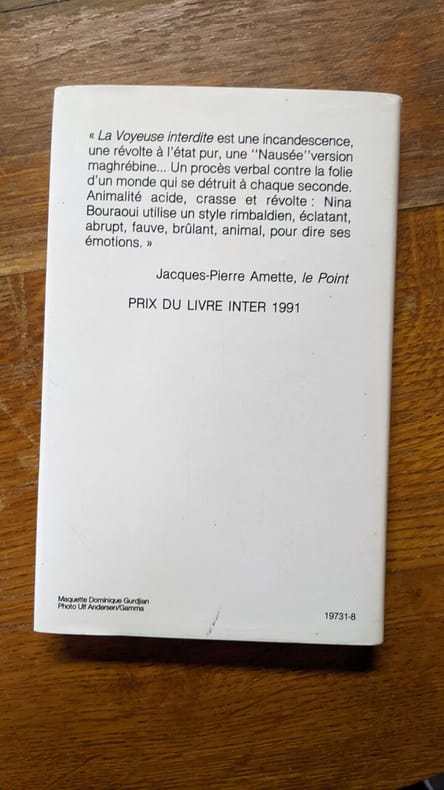 « La Voyeuse interdite est une incandescence,
une révolte à l'état pur, une ''Nausée''version
maghrébine... Un procès verbal contre la folie
d'un monde qui se détruit à chaque seconde.
Animalité acide, crasse et révolte : Nina
Bouraoui utilise un style rimbaldien, éclatant,
abrupt, fauve, brûlant, animal, pour dire ses
émotions. »
Jacques-Pierre Amette, le Point
PRIX DU LIVRE INTER 1991
Maquette Dominique Gurdjian
Photo Ulf Andersen/Gamma
19731-8